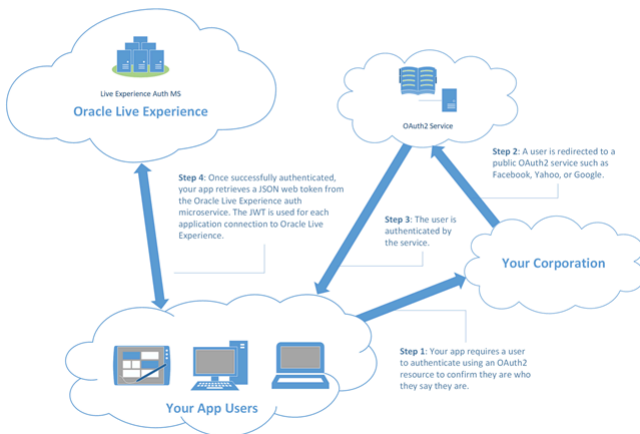 Live Experience Auth MS
Oracle Live Experience
OAuth2 Service
Step 2: A user is redirected to a
public OAuth2 service such as
Facebook, Yahoo, or Google.
Step 4: Once successfully authenticated,
your app retrieves a JSON web token from
the Oracle Live Experience auth
microservice. The JWT is used for each
application connection to Oracle Live
Experience.
Step 3: The user is
authenticated by
the service.
Your Corporation
Step 1: Your app requires a user
to authenticate using an OAuth2
resource to confirm they are who
they say they are.
Your App Users